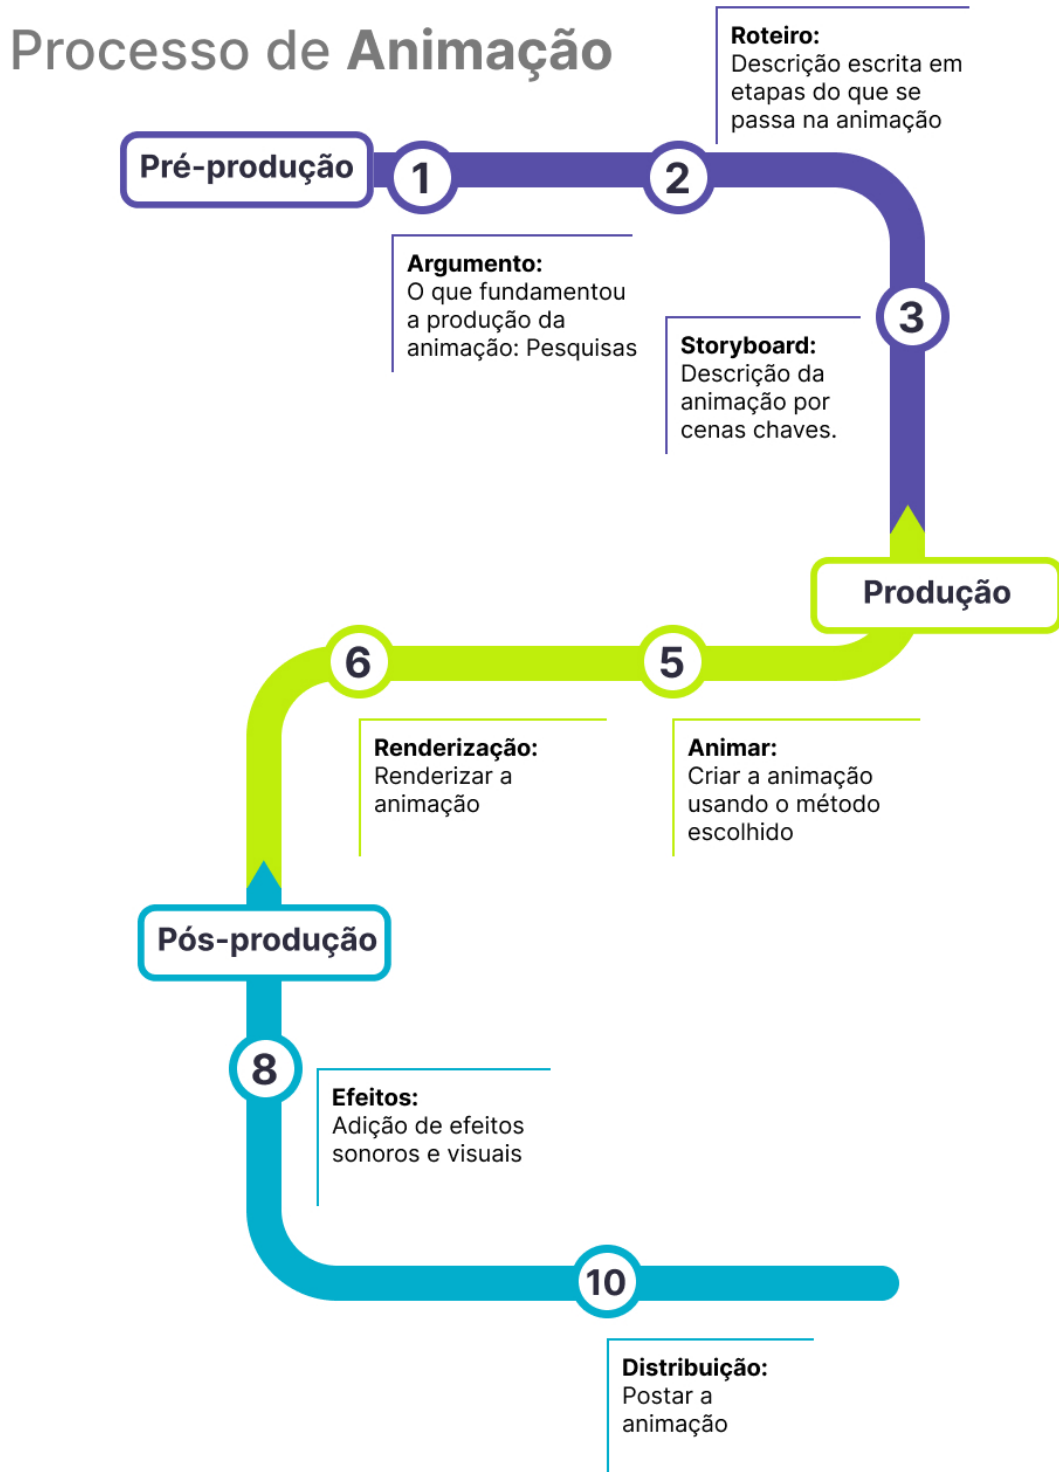 Processo de Animação
Roteiro:
Descrição escrita em
etapas do que se
passa na animação
Pré-produção
1
2
Argumento:
O que fundamentou
a produção da
animação: Pesquisas
3
Storyboard:
Descrição da
animação por
cenas chaves.
Produção
6
5
Renderização:
Renderizar a
animação
Animar:
Criar a animação
usando o método
escolhido
Pós-produção
8
Efeitos:
Adição de efeitos
sonoros e visuais
10
Distribuição:
Postar a
animação